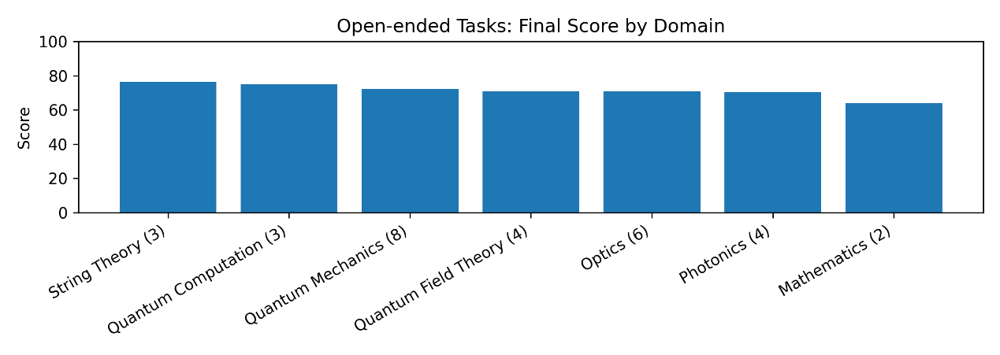 Open-ended Tasks: Final Score by Domain
100
80
60
40
20
0
Score
String Theory (3)
Quantum Computation (3)
Quantum Mechanics (8)
Quantum Field Theory (4)
Optics (6)
Photonics (4)
Mathematics (2)